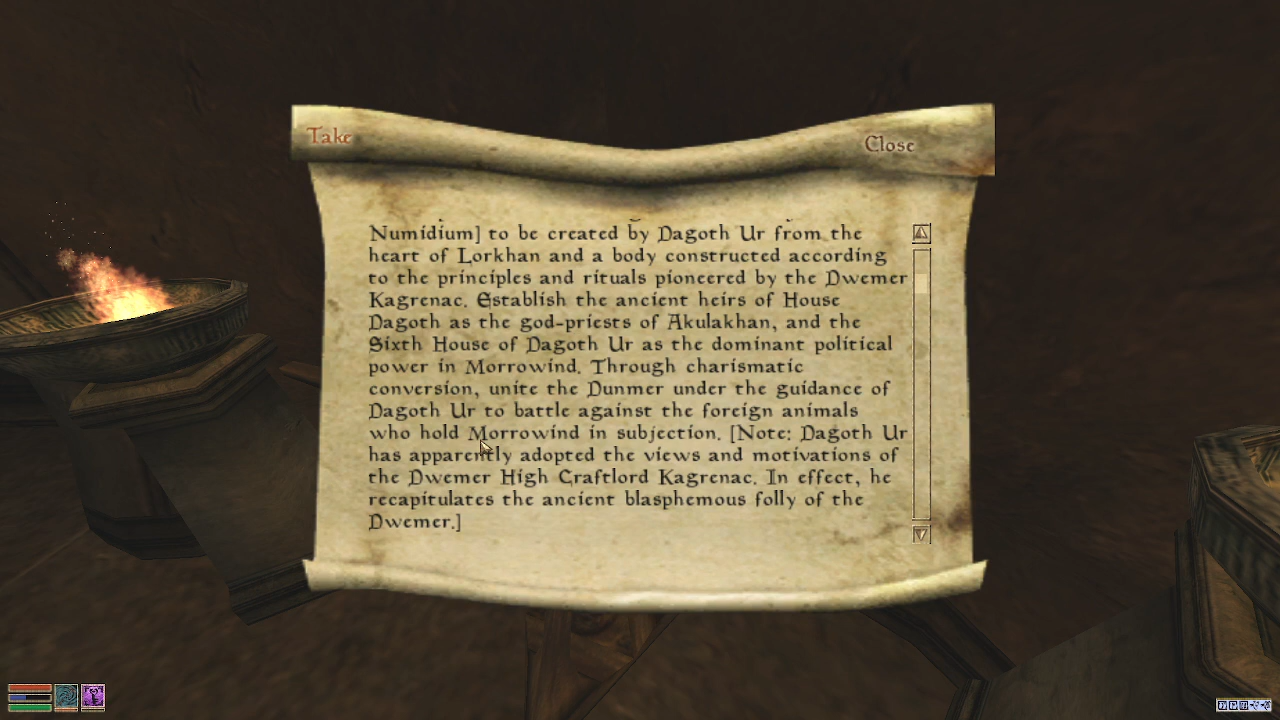 Take
Close
Numidium] to be created by Dagoth Ur from the
heart of Lorkhan and a body constructed according
to the principles and rituals pioneered by the Dwemer
Kagrenac. Establish the ancient heirs of House
Dagoth as the god-priests of Akulakhan, and the
Sixth House of Dagoth Ur as the dominant political
power in Morrowind. Through charismatic
conversion, unite the Dunmer under the guidance of
Dagoth Ur to battle against the foreign animals
who hold Morrowind in subjection. [Note: Dagoth Ur
has apparently adopted the views and motivations of
the Dwemer High Craftlord Kagrenac. In effect, he
recapitulates the ancient blasphemous folly of the
Dwemer.]